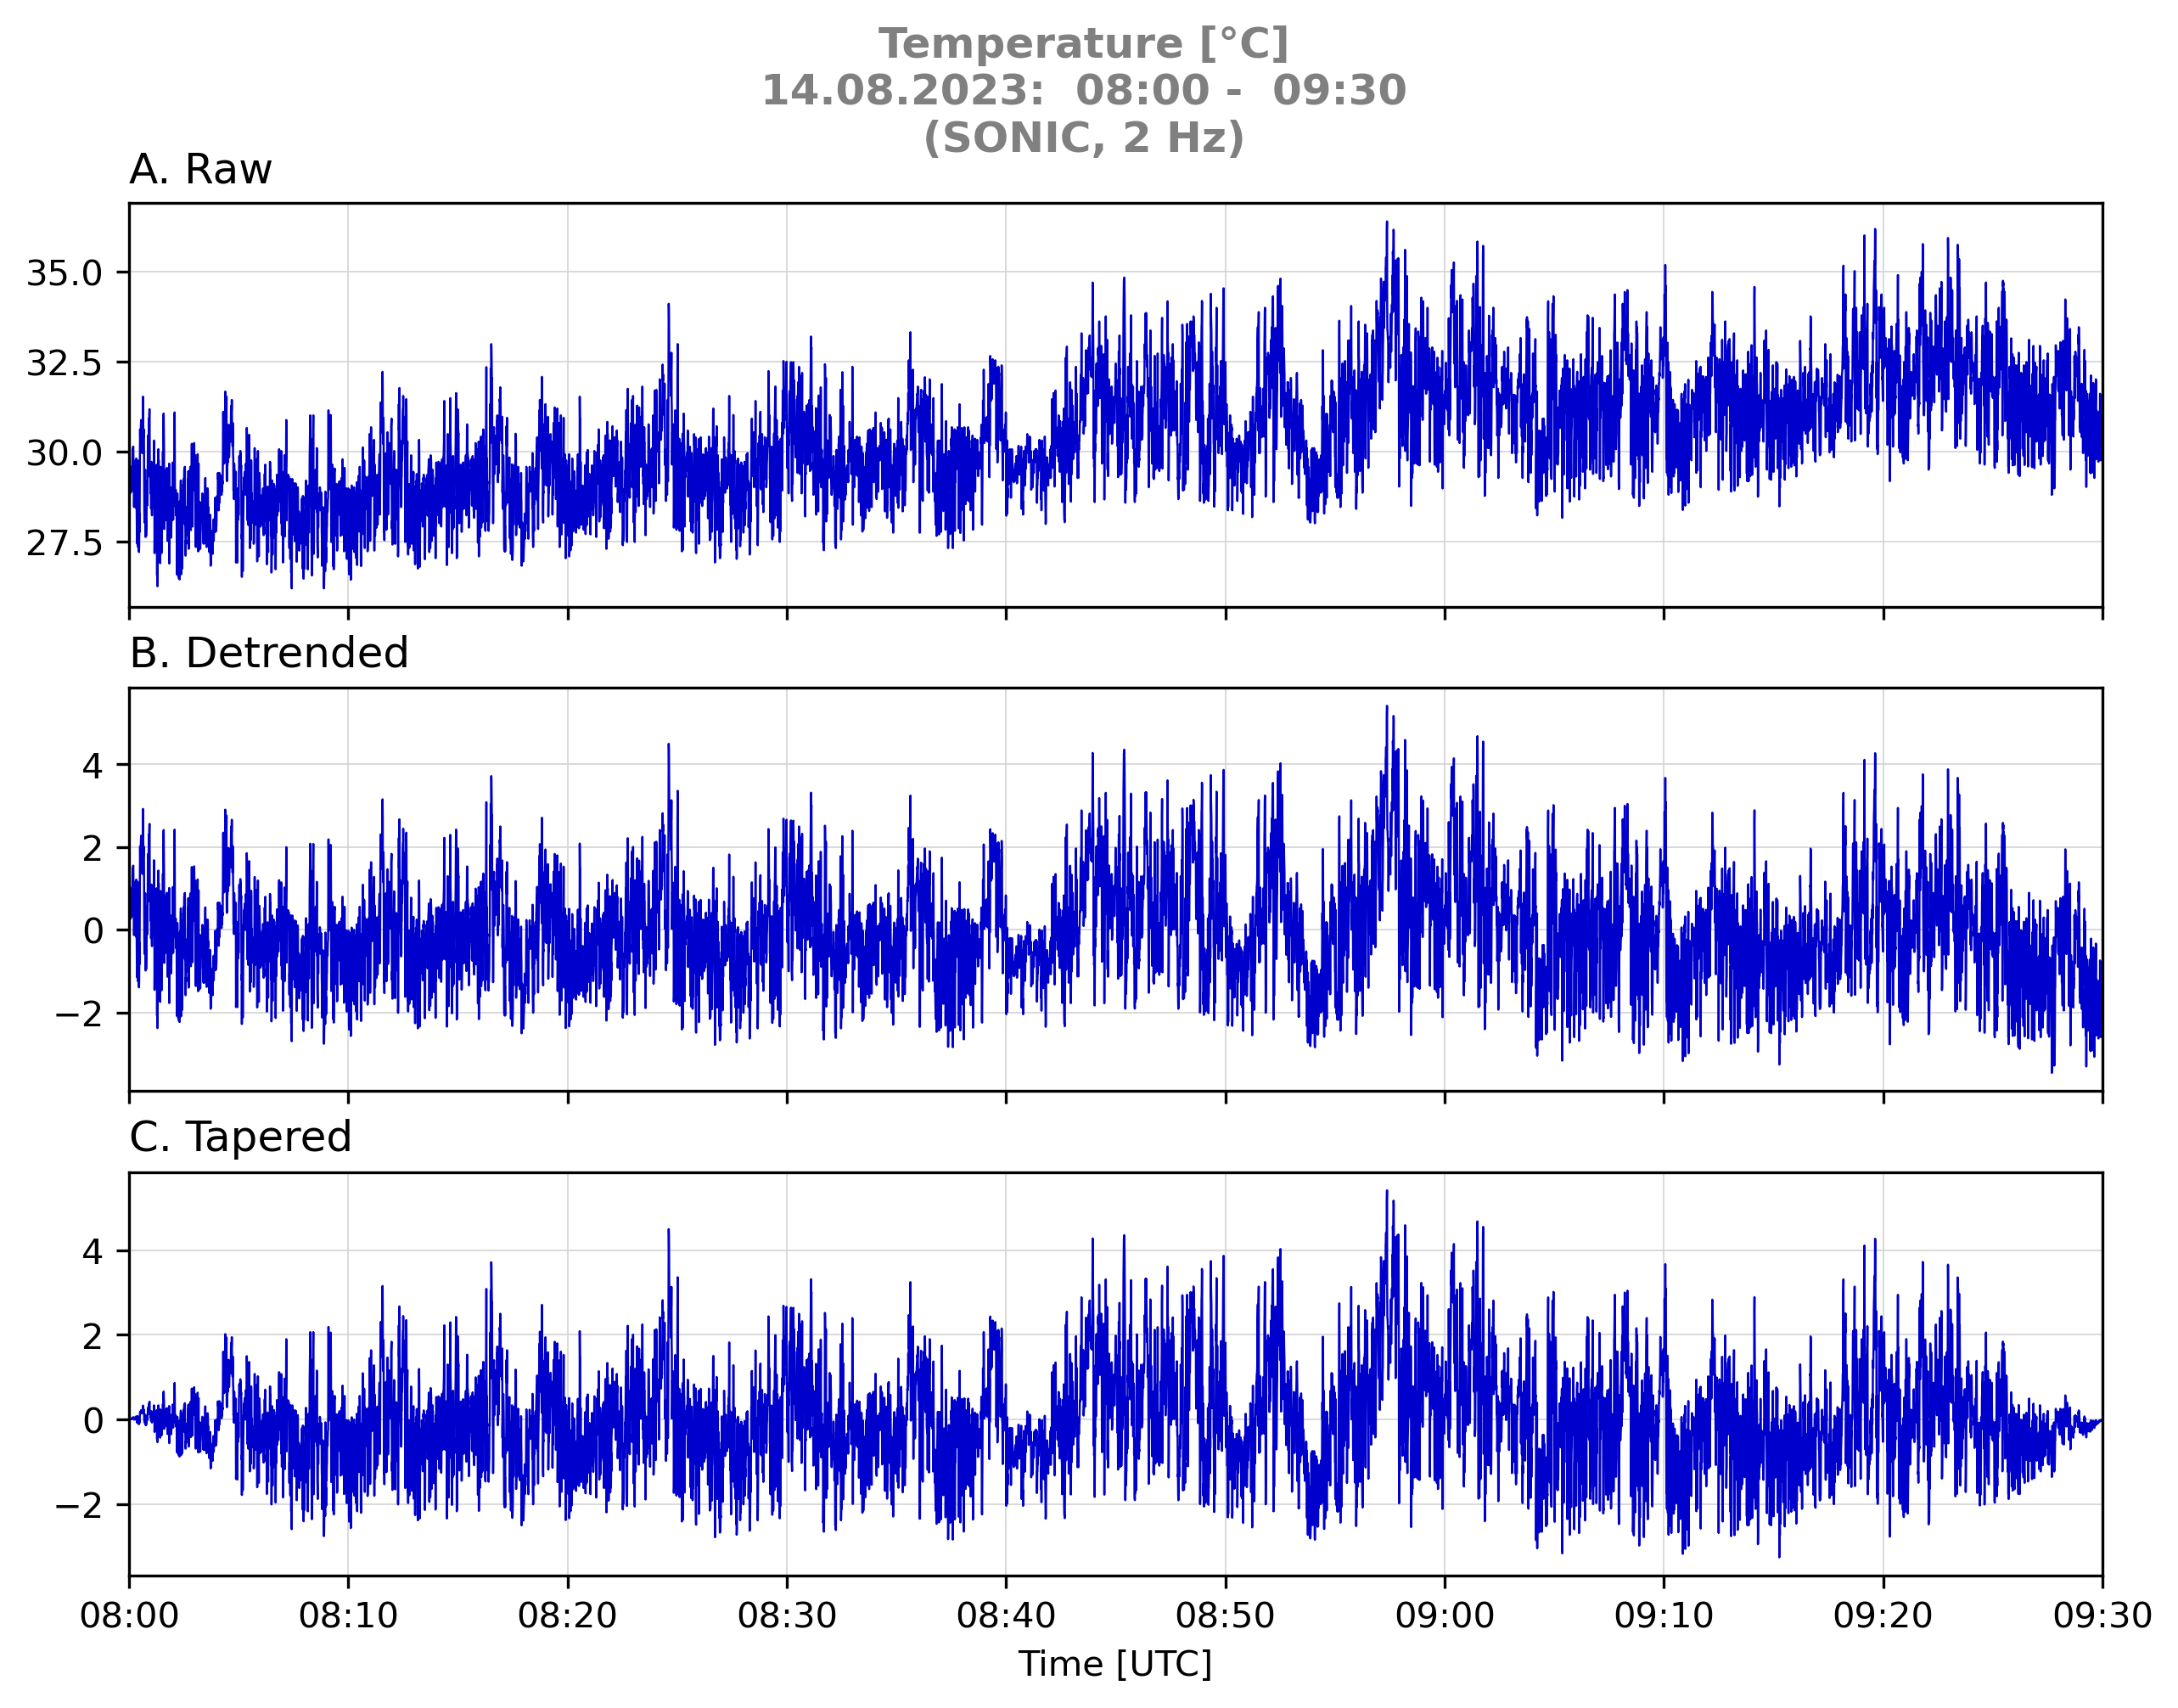 Temperature [°C]
14.08.2023:  08:00 -  09:30
(SONIC, 2 Hz)
A. Raw
35.0
32.5
30.0
27.5
B. Detrended
4
2
0
−2
C. Tapered
4
2
0
−2
08:00 08:10 08:20 08:30 08:40 08:50 09:00 09:10 09:20 09:30
Time [UTC]